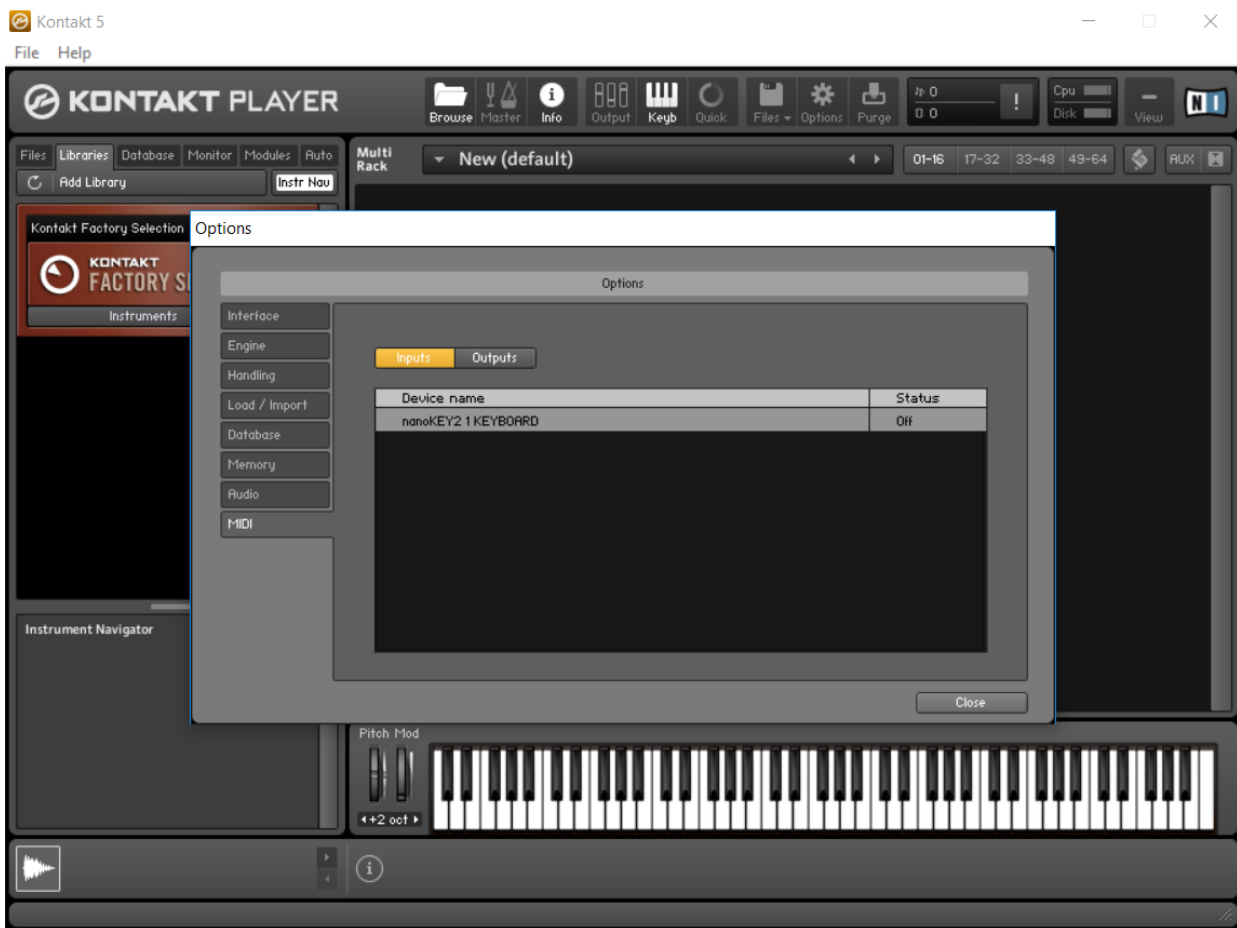 Kontakt 5
File Help
KONTAKT PLAYER
Browse Master Info Output Keyb Quick Files Options Purge
0
0 0
!
Cpu
Disk
View
NI
Files Libraries Database Monitor Modules Auto
Add Library Instr Nav
Multi Rack
New (default)
01-16 17-32 33-48 49-64
AUX
Kontakt Factory Selection
KONTAKT
FACTORY S
Instruments
Options
Options
Interface
Engine
Handling
Load / Import
Database
Memory
Audio
MIDI
Inputs Outputs
Device name Status
nanoKEY2 1 KEYBOARD Off
Close
Instrument Navigator
Pitch Mod
+2 oct